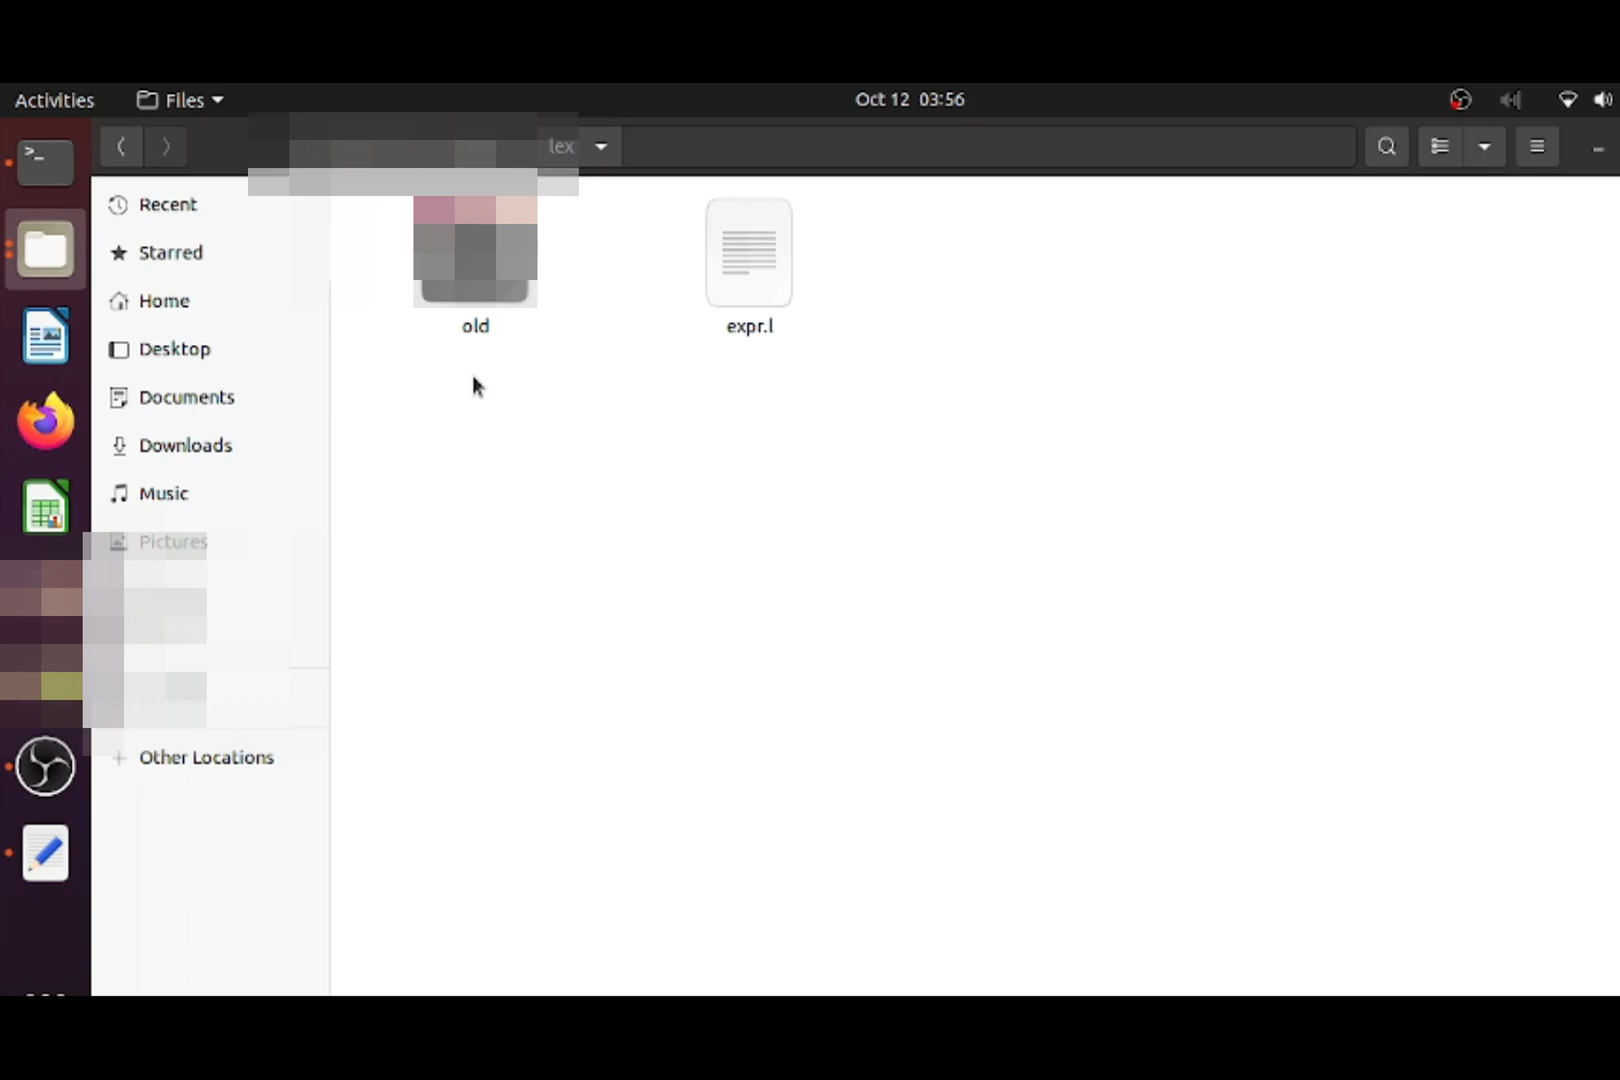 Activities Files Oct 12 03:56
lex
Recent
Starred
Home
Desktop
Documents
Downloads
Music
Pictures
Other Locations
old expr.l